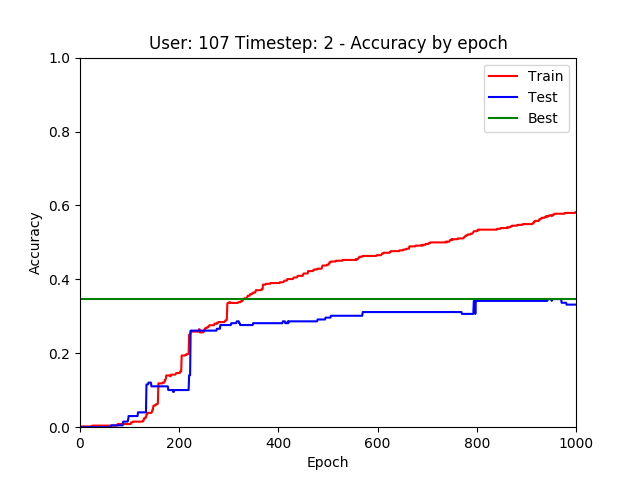 User: 107 Timestep: 2 - Accuracy by epoch
Accuracy
1.0
0.8
0.6
0.4
0.2
0.0
Train
Test
Best
0 200 400 600 800 1000
Epoch